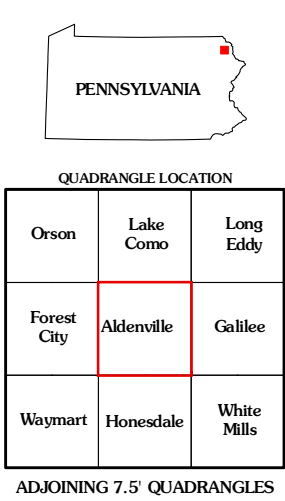 PENNSYLVANIA
QUADRANGLE LOCATION
Orson
Lake
Como
Long
Eddy
Forest
City
Aldenville
Galilee
Waymart
Honesdale
White
Mills
ADJOINING 7.5' QUADRANGLES